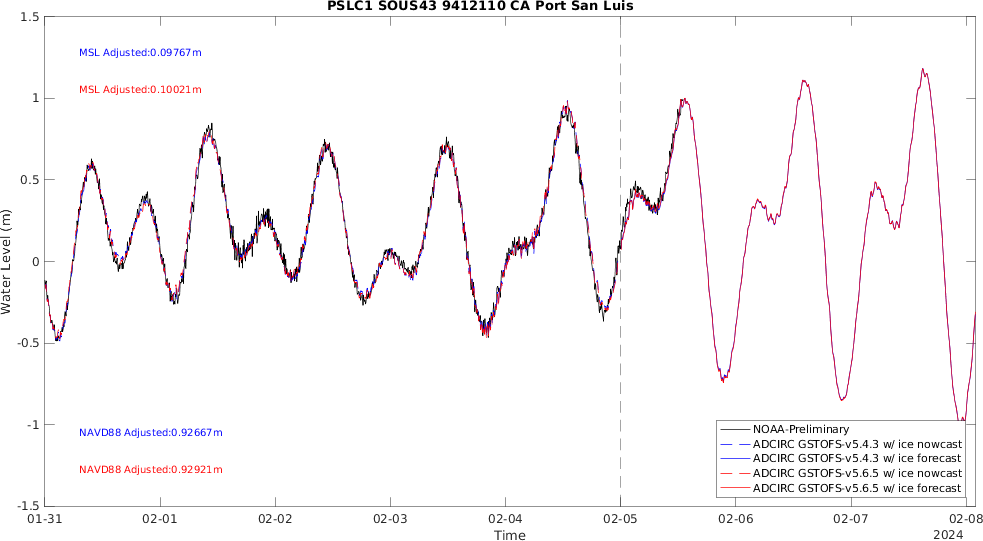 PSLC1 SOUS43 9412110 CA Port San Luis
1.5
MSL Adjusted:0.09767m
MSL Adjusted:0.10021m
1
0.5
0
-0.5
-1
-1.5
Water Level (m)
NAVD88 Adjusted:0.92667m
NAVD88 Adjusted:0.92921m
NOAA-Preliminary
ADCIRC GSTOFS-v5.4.3 w/ ice nowcast
ADCIRC GSTOFS-v5.4.3 w/ ice forecast
ADCIRC GSTOFS-v5.6.5 w/ ice nowcast
ADCIRC GSTOFS-v5.6.5 w/ ice forecast
01-31 02-01 02-02 02-03 02-04 02-05 02-06 02-07 02-08
2024
Time